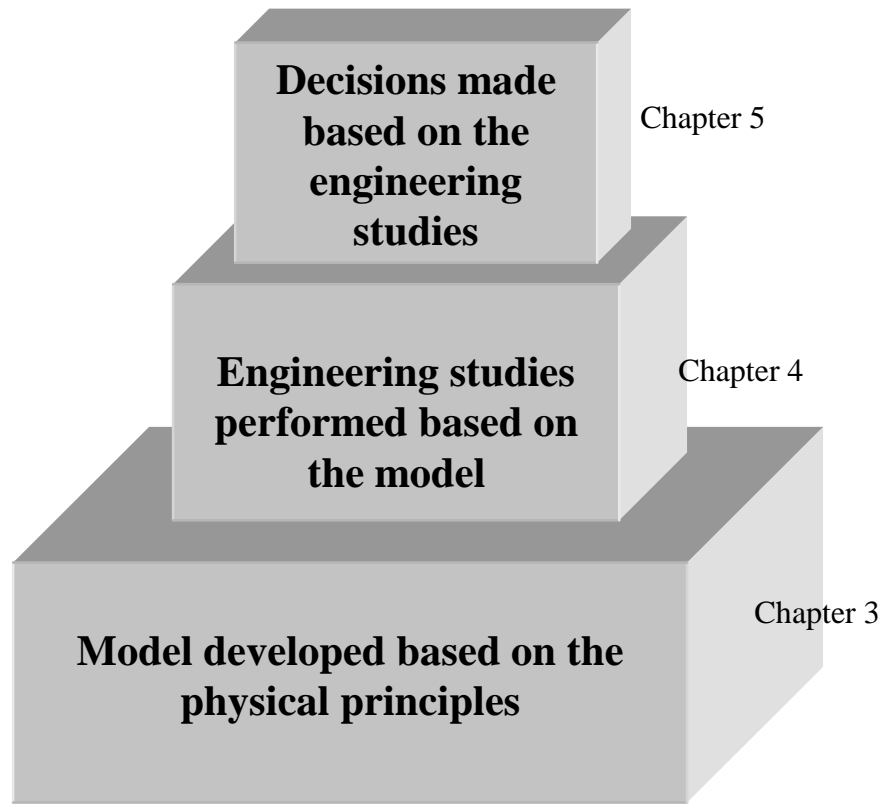 Decisions made
based on the
engineering
studies
Chapter 5
Engineering studies
performed based on
the model
Chapter 4
Model developed based on the
physical principles
Chapter 3